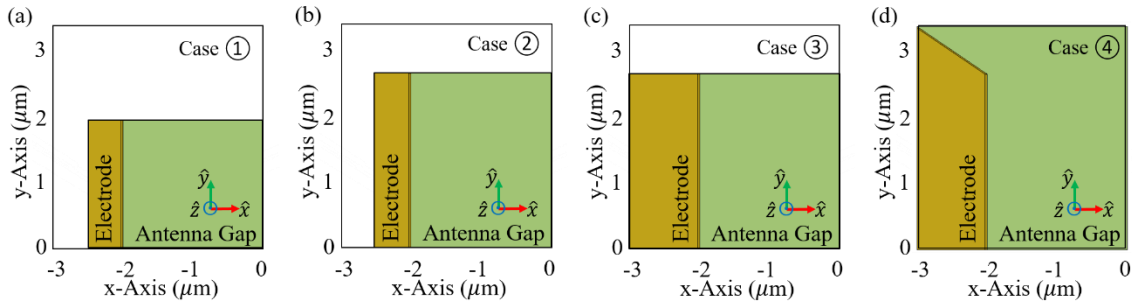 (a)
Case ①
y-Axis (μm)
3
2
1
0
Electrode
ŷ
ẑ
x̂
Antenna Gap
-3
-2
-1
0
x-Axis (μm)
(b)
Case ②
y-Axis (μm)
3
2
1
0
Electrode
ŷ
ẑ
x̂
Antenna Gap
-3
-2
-1
0
x-Axis (μm)
(c)
Case ③
y-Axis (μm)
3
2
1
0
Electrode
ŷ
ẑ
x̂
Antenna Gap
-3
-2
-1
0
x-Axis (μm)
(d)
Case ④
y-Axis (μm)
3
2
1
0
Electrode
ŷ
ẑ
x̂
Antenna Gap
-3
-2
-1
0
x-Axis (μm)